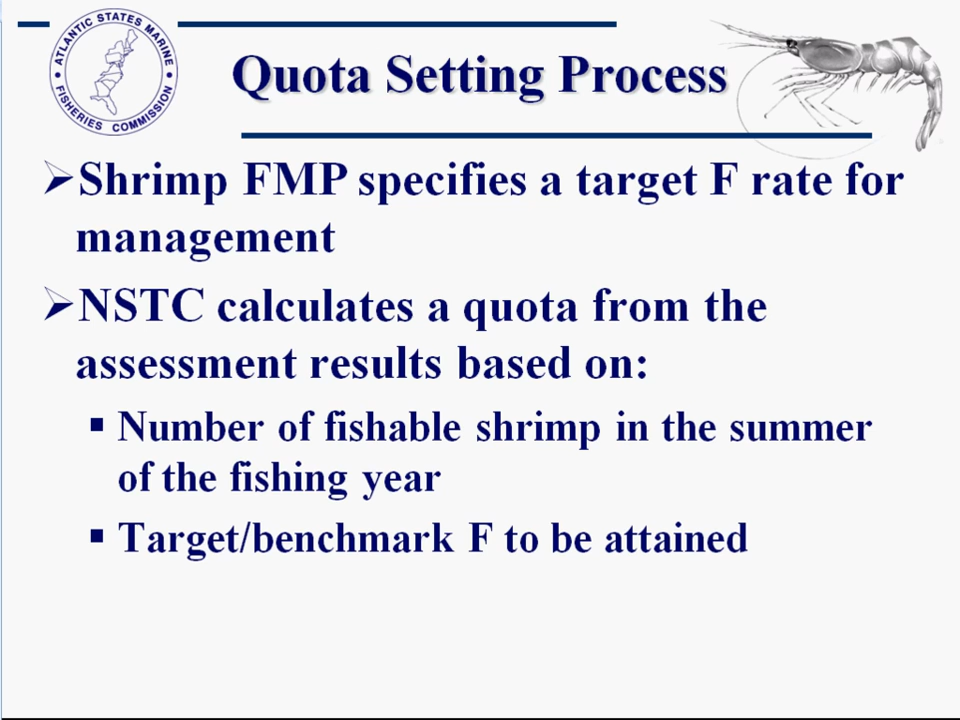 ATLANTIC STATES MARINE
FISHERIES COMMISSION
Quota Setting Process
➢Shrimp FMP specifies a target F rate for
management
➢NSTC calculates a quota from the
assessment results based on:
▪ Number of fishable shrimp in the summer
of the fishing year
▪ Target/benchmark F to be attained